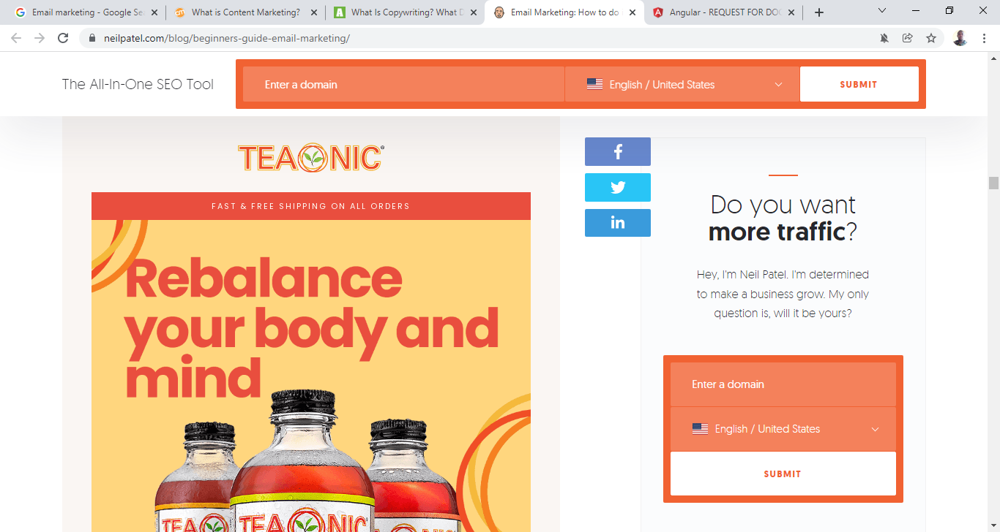 Email marketing - Google Se
What is Content Marketing?
What Is Copywriting? What D
Email Marketing: How to do
Angular - REQUEST FOR DOC
neilpatel.com/blog/beginners-guide-email-marketing/
The All-In-One SEO Tool
Enter a domain
English / United States
SUBMIT
TEAONIC
FAST & FREE SHIPPING ON ALL ORDERS
Rebalance
your body and
mind
TEAONIC
Do you want
more traffic?
Hey, I'm Neil Patel. I'm determined
to make a business grow. My only
question is, will it be yours?
Enter a domain
English / United States
SUBMIT